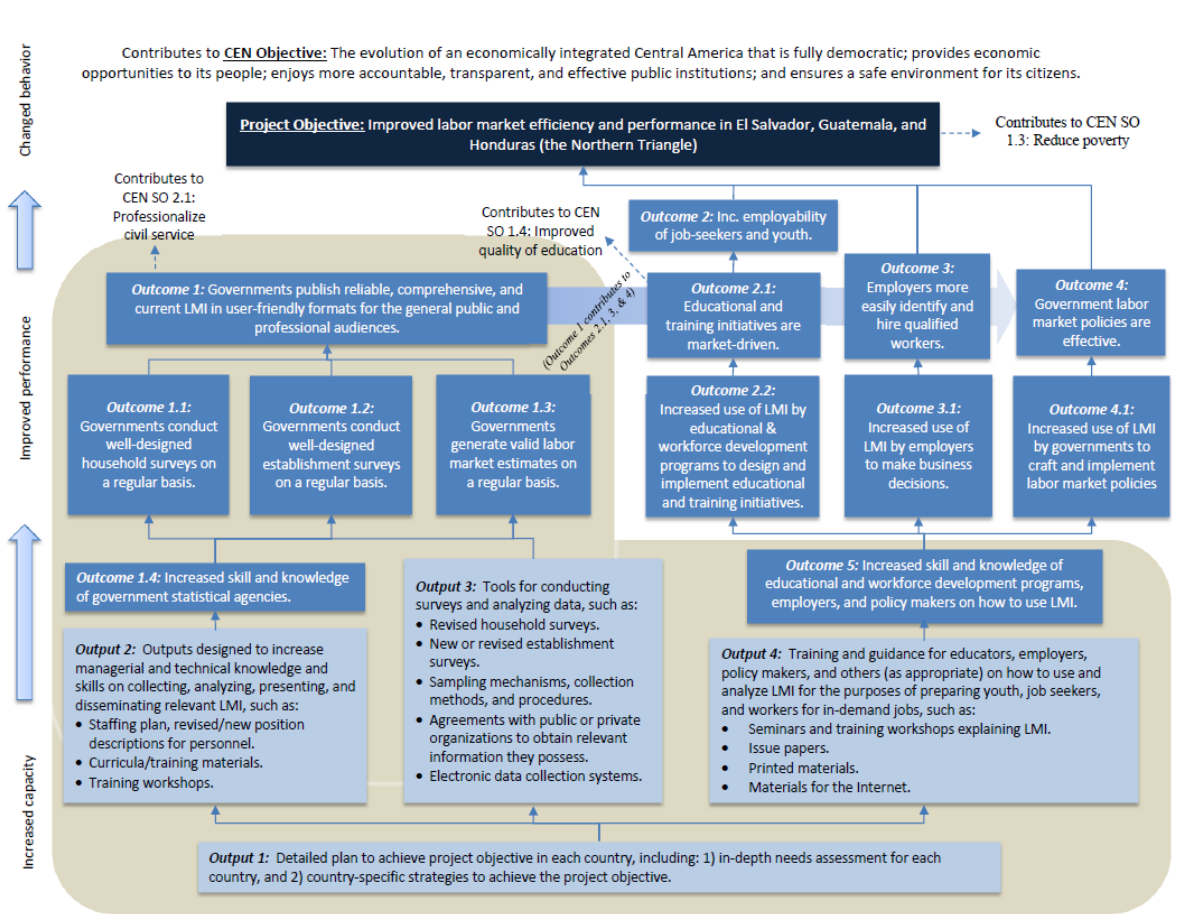 Contributes to CEN Objective: The evolution of an economically integrated Central America that is fully democratic; provides economic
opportunities to its people; enjoys more accountable, transparent, and effective public institutions; and ensures a safe environment for its citizens.
Changed behavior
Project Objective: Improved labor market efficiency and performance in El Salvador, Guatemala, and
Honduras (the Northern Triangle)
Contributes to CEN SO
1.3: Reduce poverty
Contributes to
CEN SO 2.1:
Professionalize
civil service
Contributes to CEN
SO 1.4: Improved
quality of education
Outcome 2: Inc. employability
of job-seekers and youth.
Improved performance
Outcome 1: Governments publish reliable, comprehensive, and
current LMI in user-friendly formats for the general public and
professional audiences.
(Outcome 1 contributes to
Outcomes 2.1, 3, & 4)
Outcome 2.1:
Educational and
training initiatives are
market-driven.
Outcome 3:
Employers more
easily identify and
hire qualified
workers.
Outcome 4:
Government labor
market policies are
effective.
Outcome 1.1:
Governments conduct
well-designed
household surveys on
a regular basis.
Outcome 1.2:
Governments conduct
well-designed
establishment surveys
on a regular basis.
Outcome 1.3:
Governments
generate valid labor
market estimates on
a regular basis.
Outcome 2.2:
Increased use of LMI by
educational &
workforce development
programs to design and
implement educational
and training initiatives.
Outcome 3.1:
Increased use of
LMI by employers
to make business
decisions.
Outcome 4.1:
Increased use of LMI
by governments to
craft and implement
labor market policies
Increased capacity
Outcome 1.4: Increased skill and knowledge
of government statistical agencies.
Output 2: Outputs designed to increase
managerial and technical knowledge and
skills on collecting, analyzing, presenting, and
disseminating relevant LMI, such as:
• Staffing plan, revised/new position
descriptions for personnel.
• Curricula/training materials.
• Training workshops.
Output 3: Tools for conducting
surveys and analyzing data, such as:
• Revised household surveys.
• New or revised establishment
surveys.
• Sampling mechanisms, collection
methods, and procedures.
• Agreements with public or private
organizations to obtain relevant
information they possess.
• Electronic data collection systems.
Outcome 5: Increased skill and knowledge of
educational and workforce development programs,
employers, and policy makers on how to use LMI.
Output 4: Training and guidance for educators, employers,
policy makers, and others (as appropriate) on how to use and
analyze LMI for the purposes of preparing youth, job seekers,
and workers for in-demand jobs, such as:
• Seminars and training workshops explaining LMI.
• Issue papers.
• Printed materials.
• Materials for the Internet.
Output 1: Detailed plan to achieve project objective in each country, including: 1) in-depth needs assessment for each
country, and 2) country-specific strategies to achieve the project objective.